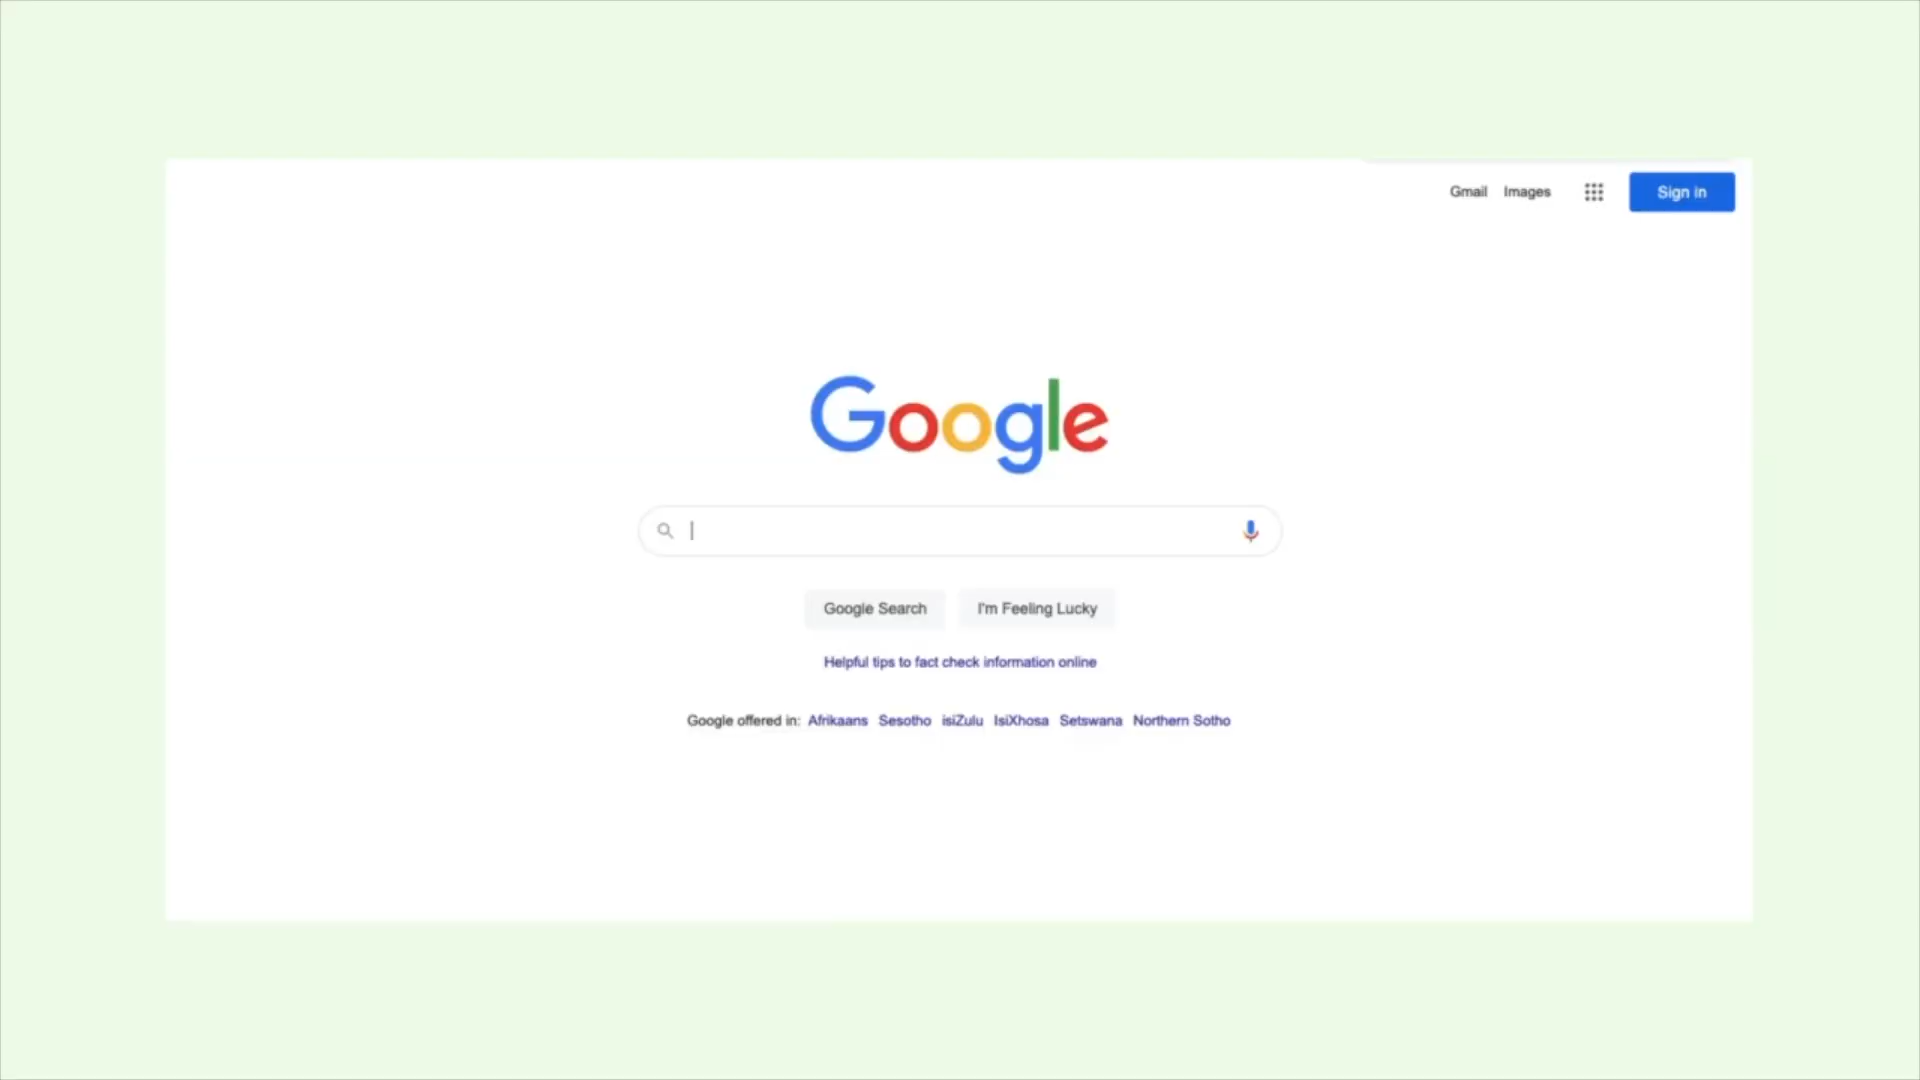 Gmail Images Sign in
Google
Google Search I'm Feeling Lucky
Helpful tips to fact check information online
Google offered in: Afrikaans Sesotho isiZulu IsiXhosa Setswana Northern Sotho